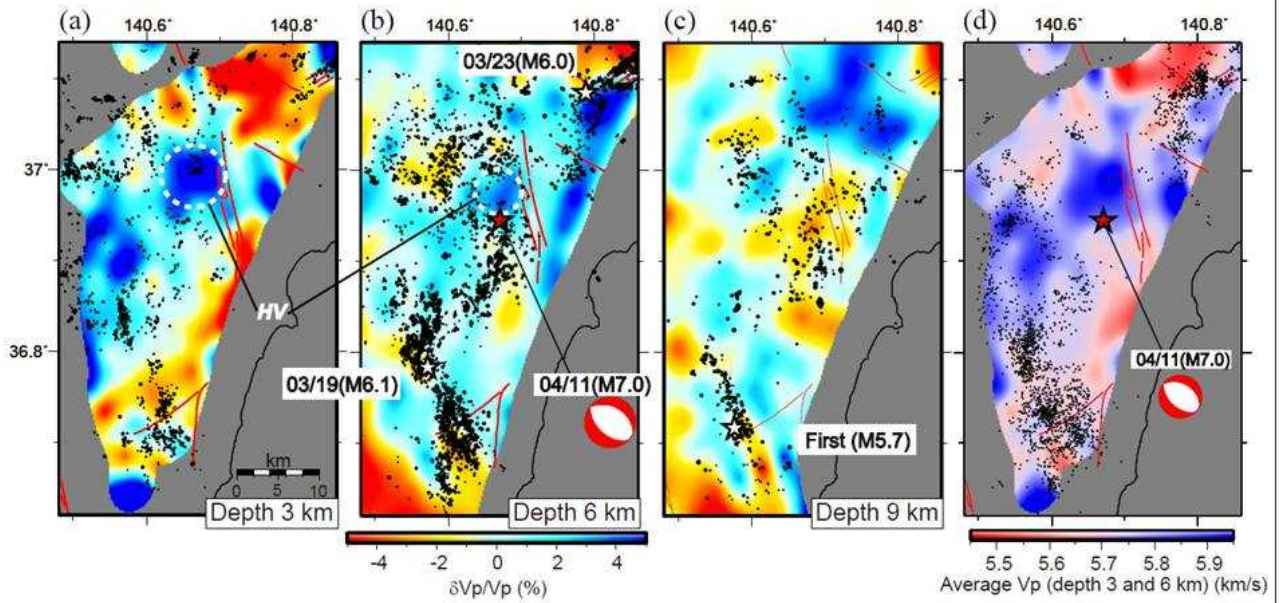 (a) (b) (c) (d)
140.6° 140.8° 140.6° 140.8° 140.6° 140.8° 140.6° 140.8°
03/23(M6.0)
37°
HV
36.8°
03/19(M6.1)
04/11(M7.0)
04/11(M7.0)
First (M5.7)
km
0 5 10
Depth 3 km
Depth 6 km
Depth 9 km
-4 -2 0 2 4
δVp/Vp (%)
5.5 5.6 5.7 5.8 5.9
Average Vp (depth 3 and 6 km) (km/s)